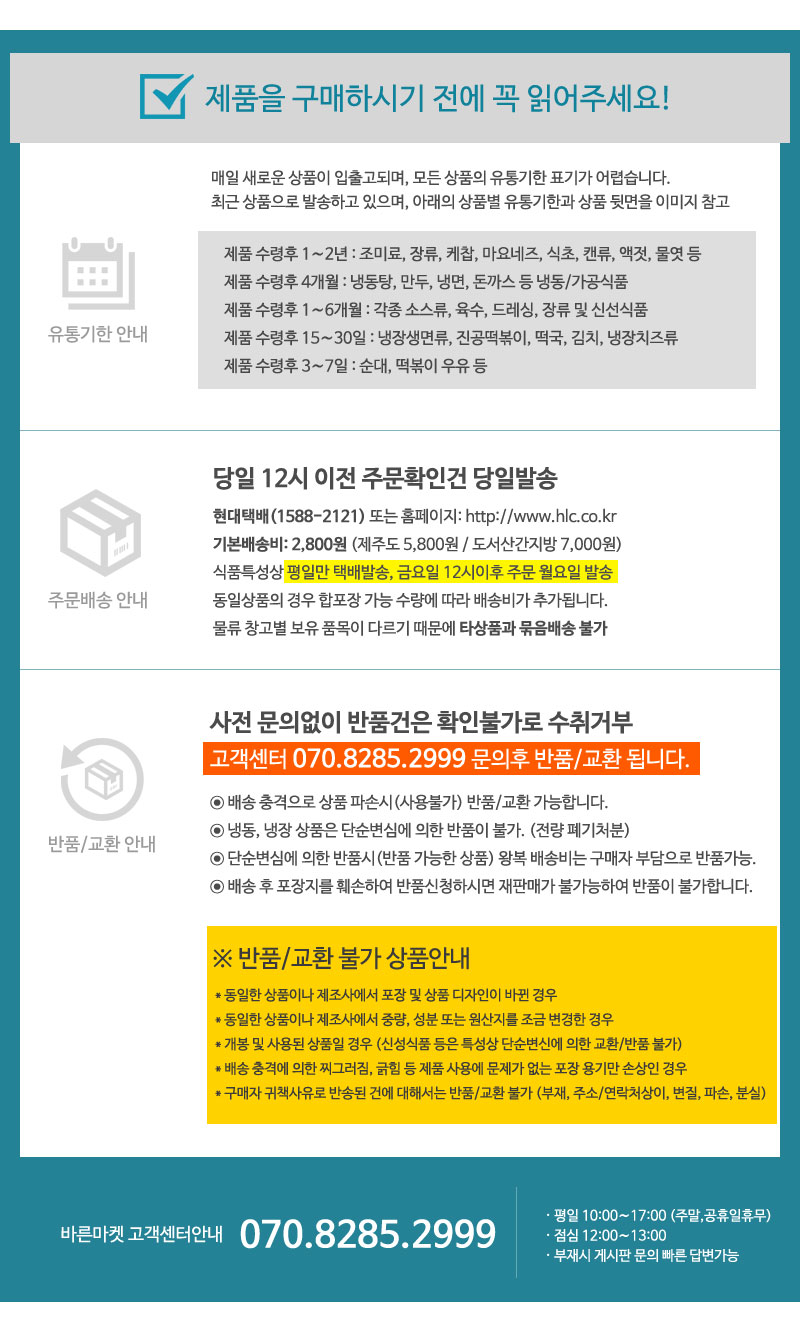 제품을 구매하시기 전에 꼭 읽어주세요!
매일 새로운 상품이 입출고되며, 모든 상품의 유통기한 표기가 어렵습니다.
최근 상품으로 발송하고 있으며, 아래의 상품별 유통기한과 상품 뒷면을 이미지 참고
유통기한 안내
제품 수령후 1~2년 : 조미료, 장류, 케찹, 마요네즈, 식초, 캔류, 액젓, 물엿 등
제품 수령후 4개월 : 냉동탕, 만두, 냉면, 돈까스 등 냉동/가공식품
제품 수령후 1~6개월 : 각종 소스류, 육수, 드레싱, 장류 및 신선식품
제품 수령후 15~30일 : 냉장생면류, 진공떡볶이, 떡국, 김치, 냉장치즈류
제품 수령후 3~7일 : 순대, 떡볶이 우유 등
주문배송 안내
당일 12시 이전 주문확인건 당일발송
현대택배(1588-2121) 또는 홈페이지: http://www.hlc.co.kr
기본배송비: 2,800원 (제주도 5,800원 / 도서산간지방 7,000원)
식품특성상 평일만 택배발송, 금요일 12시이후 주문 월요일 발송
동일상품의 경우 합포장 가능 수량에 따라 배송비가 추가됩니다.
물류 창고별 보유 품목이 다르기 때문에 타상품과 묶음배송 불가
반품/교환 안내
사전 문의없이 반품건은 확인불가로 수취거부
고객센터 070.8285.2999 문의후 반품/교환 됩니다.
◉ 배송 충격으로 상품 파손시(사용불가) 반품/교환 가능합니다.
◉ 냉동, 냉장 상품은 단순변심에 의한 반품이 불가. (전량 폐기처분)
◉ 단순변심에 의한 반품시(반품 가능한 상품) 왕복 배송비는 구매자 부담으로 반품가능.
◉ 배송 후 포장지를 훼손하여 반품신청하시면 재판매가 불가능하여 반품이 불가합니다.
※ 반품/교환 불가 상품안내
* 동일한 상품이나 제조사에서 포장 및 상품 디자인이 바뀐 경우
* 동일한 상품이나 제조사에서 중량, 성분 또는 원산지를 조금 변경한 경우
* 개봉 및 사용된 상품일 경우 (신성식품 등은 특성상 단순변신에 의한 교환/반품 불가)
* 배송 충격에 의한 찌그러짐, 긁힘 등 제품 사용에 문제가 없는 포장 용기만 손상인 경우
* 구매자 귀책사유로 반송된 건에 대해서는 반품/교환 불가 (부재, 주소/연락처상이, 변질, 파손, 분실)
바른마켓 고객센터안내 070.8285.2999
· 평일 10:00~17:00 (주말,공휴일휴무)
· 점심 12:00~13:00
· 부재시 게시판 문의 빠른 답변가능